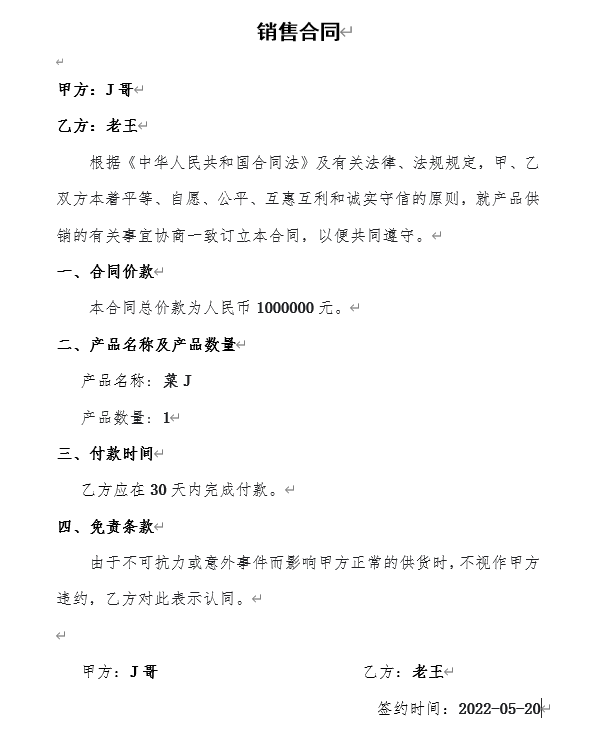 销售合同
甲方：J 哥
乙方：老王
根据《中华人民共和国合同法》及有关法律、法规规定，甲、乙
双方本着平等、自愿、公平、互惠互利和诚实守信的原则，就产品供
销的有关事宜协商一致订立本合同，以便共同遵守。
一、合同价款
本合同总价款为人民币 1000000 元。
二、产品名称及产品数量
产品名称：菜 J
产品数量：1
三、付款时间
乙方应在 30 天内完成付款。
四、免责条款
由于不可抗力或意外事件而影响甲方正常的供货时，不视作甲方
违约，乙方对此表示认同。
甲方：J 哥 乙方：老王
签约时间：2022-05-20